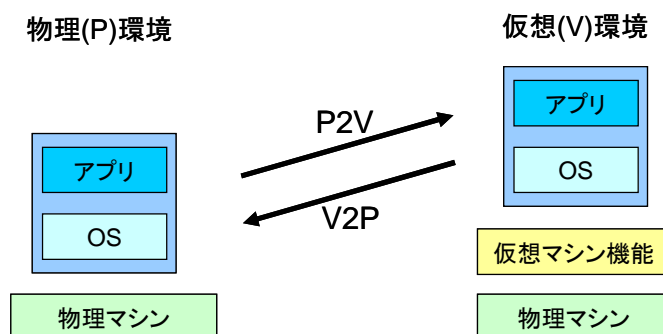 物理(P)環境
仮想(V)環境
アプリ
OS
物理マシン
P2V
V2P
アプリ
OS
仮想マシン機能
物理マシン